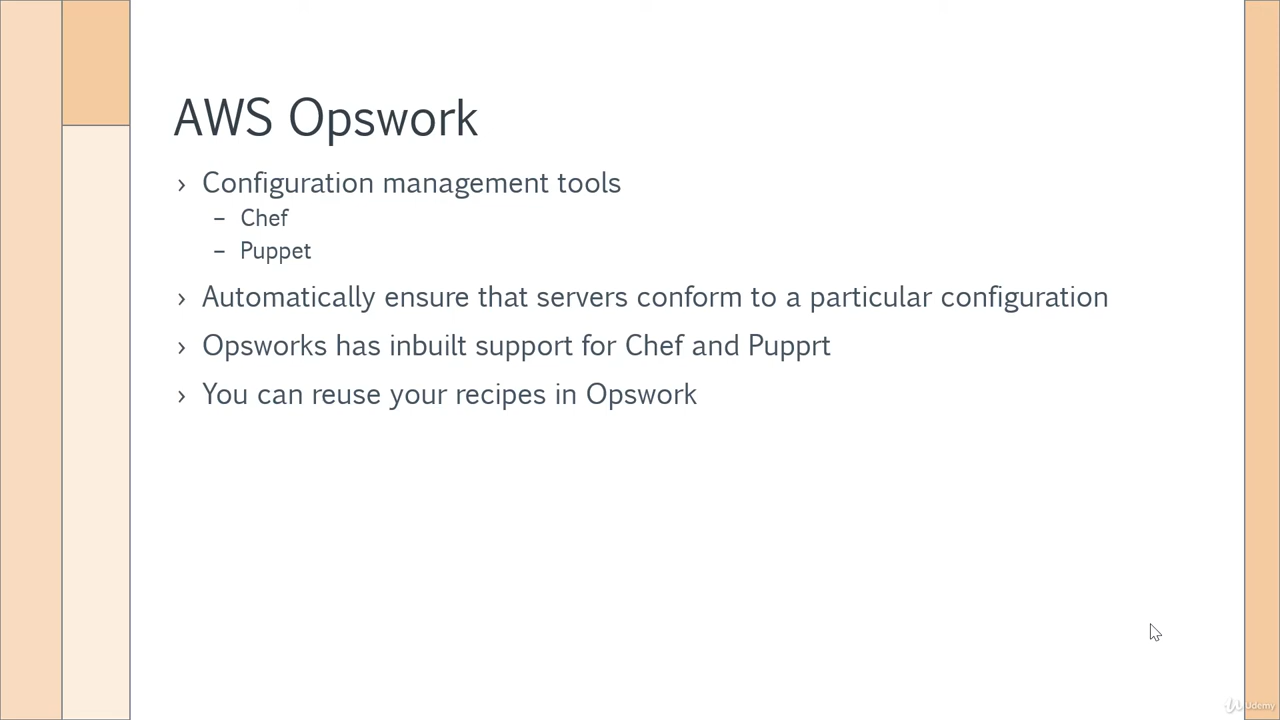 AWS Opswork
› Configuration management tools
– Chef
– Puppet
› Automatically ensure that servers conform to a particular configuration
› Opsworks has inbuilt support for Chef and Pupprt
› You can reuse your recipes in Opswork
Udemy